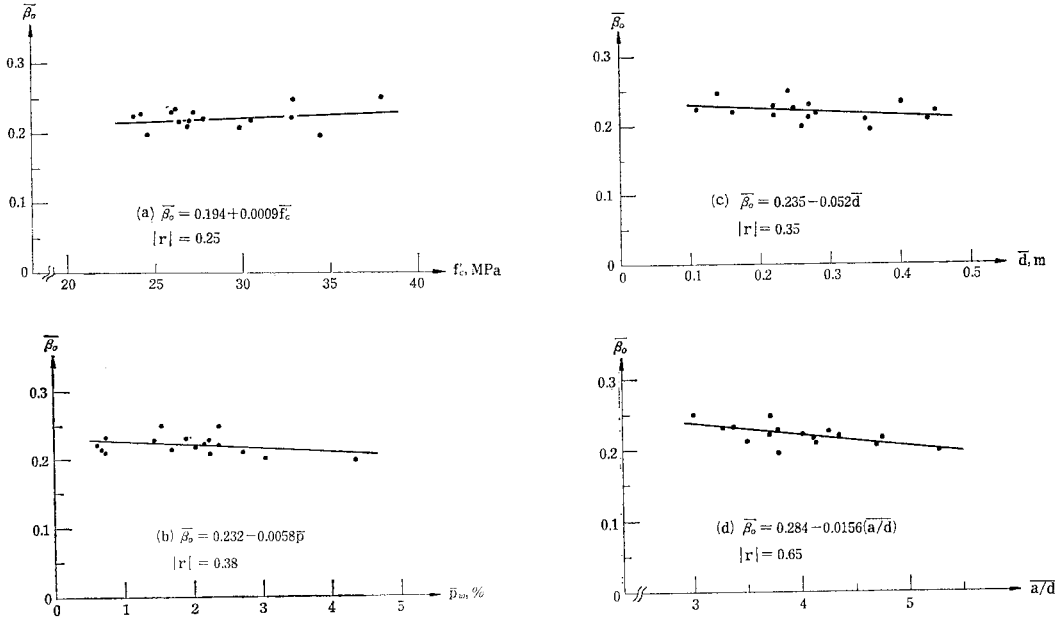 β̅ₒ
0.3
0.2
0.1
0
20 25 30 35 40
f′c, MPa
(a) β̅ₒ = 0.194+0.0009f̅′c
|r| = 0.25
β̅ₒ
0.3
0.2
0.1
0
0 1 2 3 4 5
p̅w, %
(b) β̅ₒ = 0.232−0.0058p̅
|r| = 0.38
β̅ₒ
0.3
0.2
0.1
0
0 0.1 0.2 0.3 0.4 0.5
d̅, m
(c) β̅ₒ = 0.235−0.052d̅
|r| = 0.35
β̅ₒ
0.3
0.2
0.1
0
3 4 5
a̅/̅d̅
(d) β̅ₒ = 0.284−0.0156(a̅/̅d̅)
|r| = 0.65